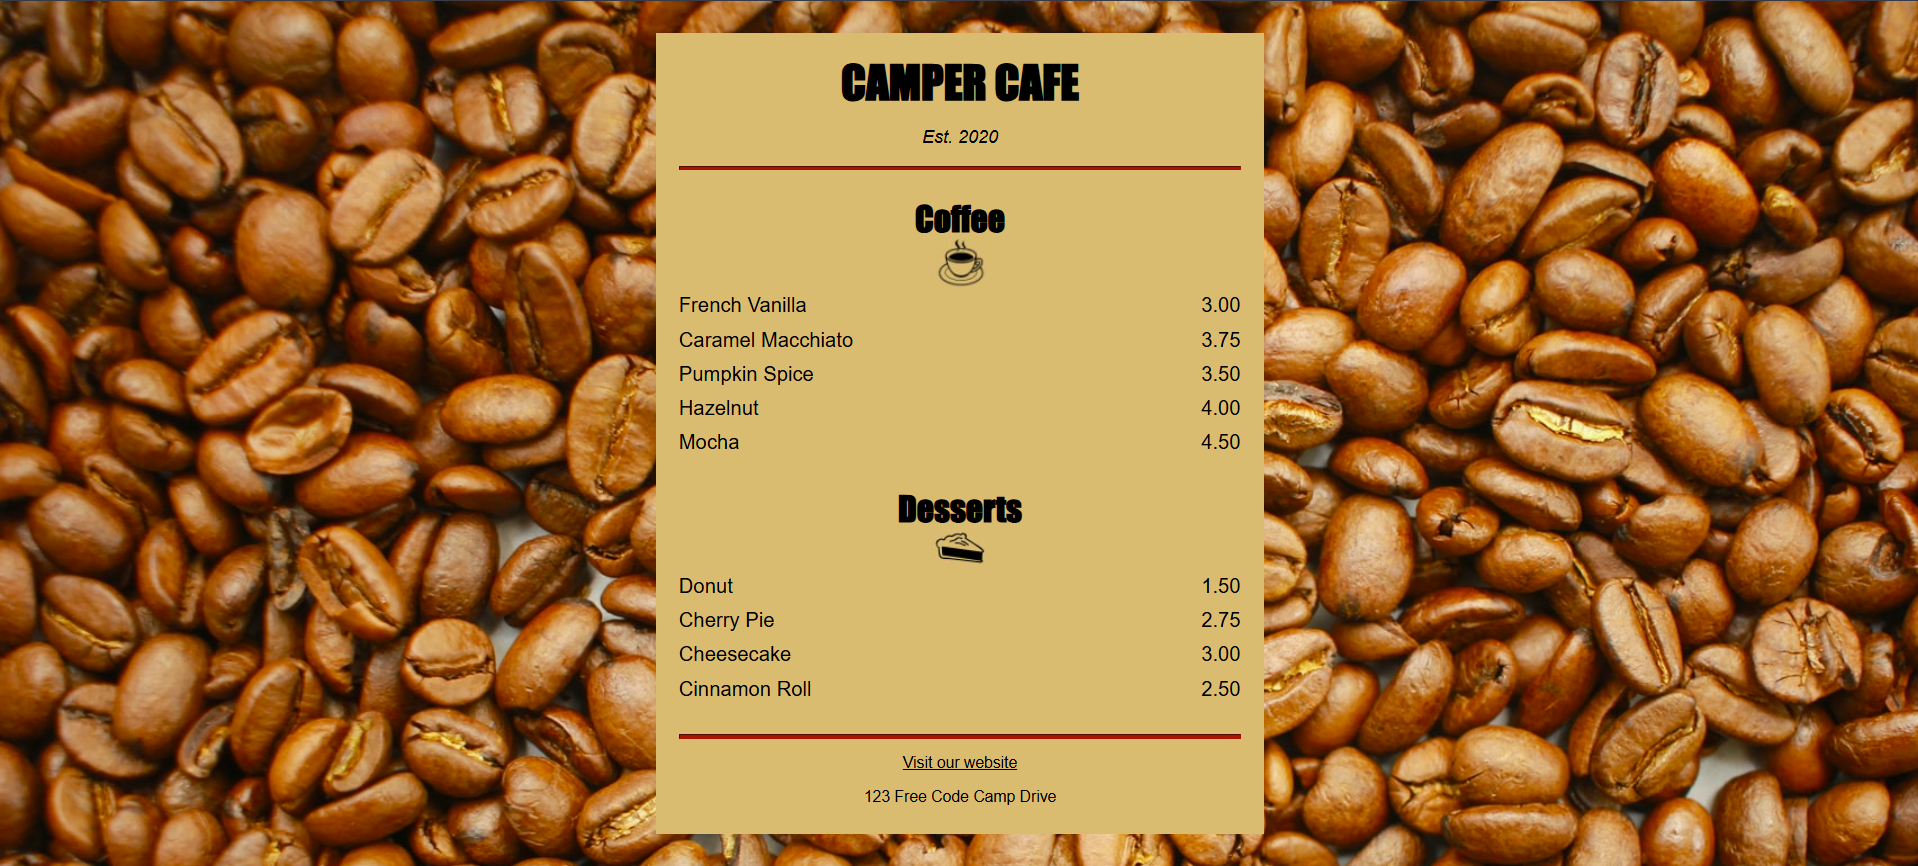 CAMPER CAFE
Est. 2020
Coffee
French Vanilla 3.00
Caramel Macchiato 3.75
Pumpkin Spice 3.50
Hazelnut 4.00
Mocha 4.50
Desserts
Donut 1.50
Cherry Pie 2.75
Cheesecake 3.00
Cinnamon Roll 2.50
Visit our website
123 Free Code Camp Drive